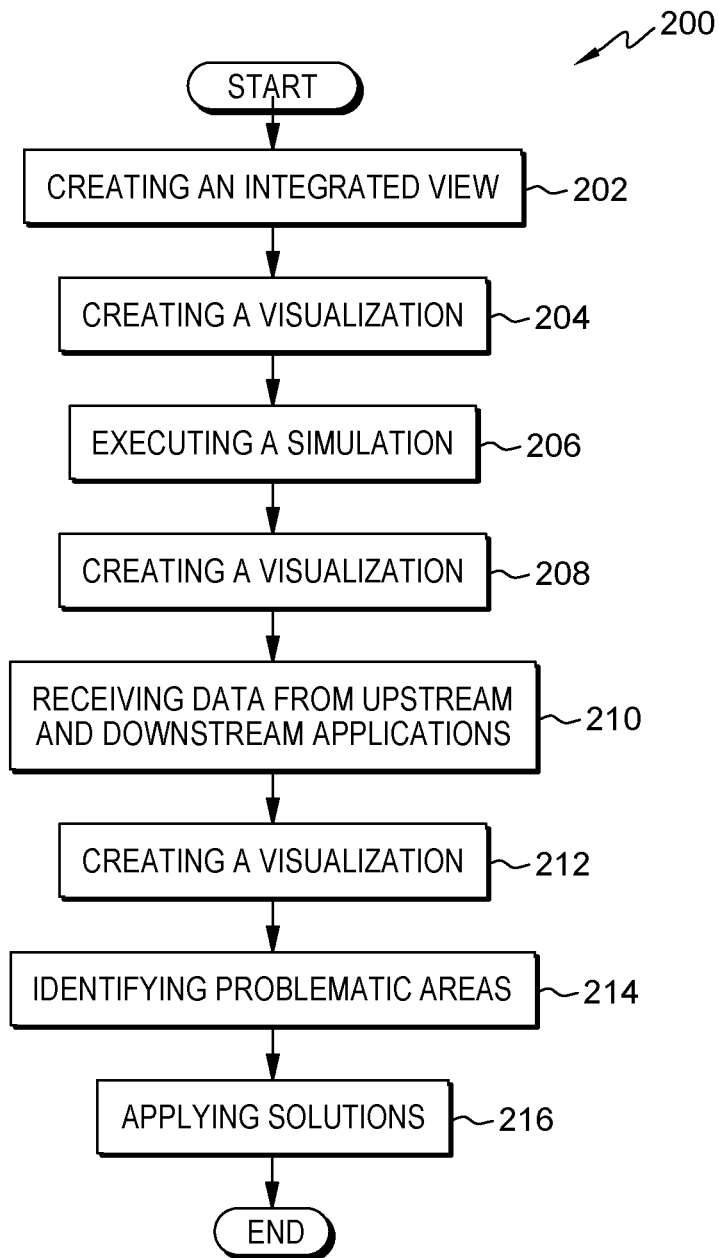 200
START
CREATING AN INTEGRATED VIEW
202
CREATING A VISUALIZATION
204
EXECUTING A SIMULATION
206
CREATING A VISUALIZATION
208
RECEIVING DATA FROM UPSTREAM
AND DOWNSTREAM APPLICATIONS
210
CREATING A VISUALIZATION
212
IDENTIFYING PROBLEMATIC AREAS
214
APPLYING SOLUTIONS
216
END